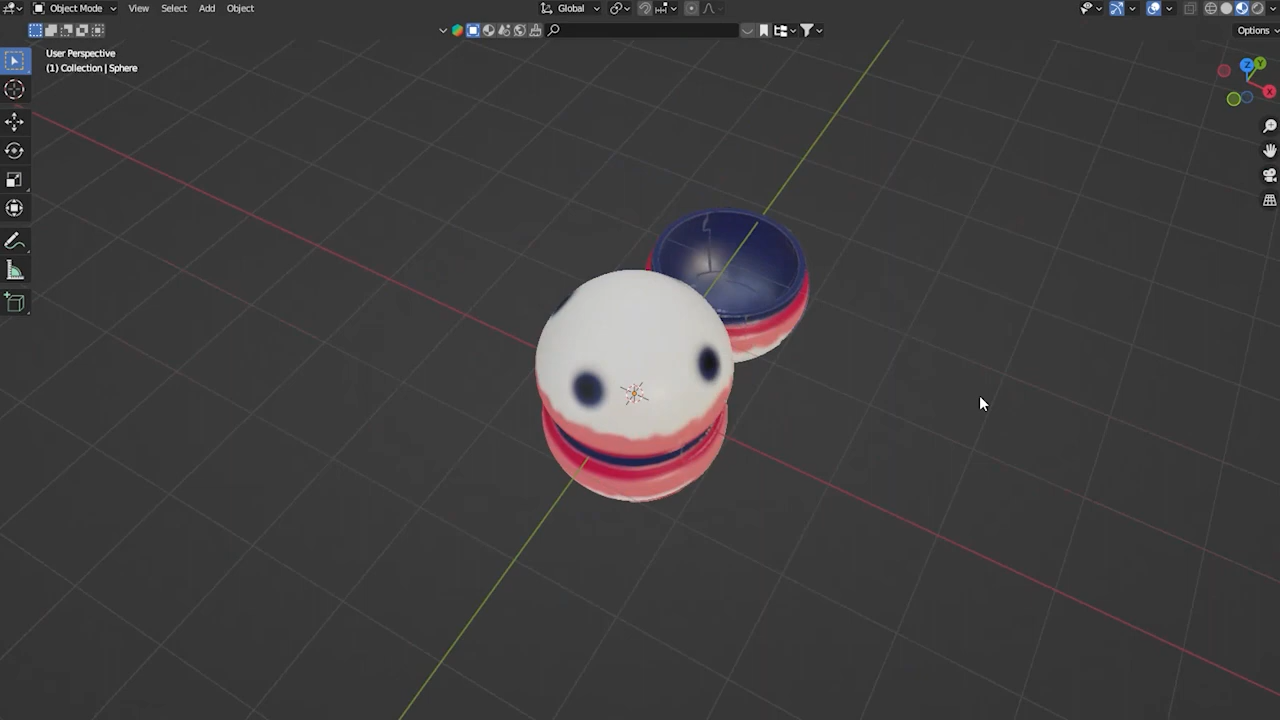 Object Mode View Select Add Object Global
Options
User Perspective
(1) Collection | Sphere
Z Y
X